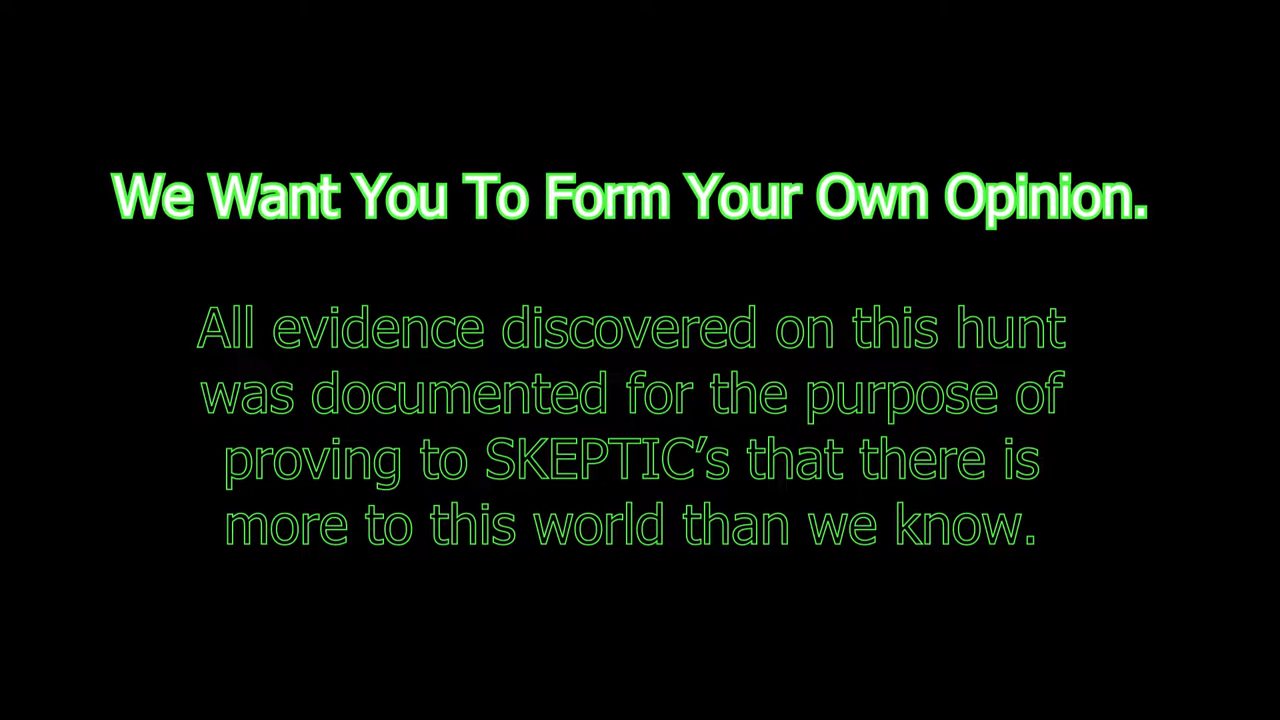 We Want You To Form Your Own Opinion.
All evidence discovered on this hunt
was documented for the purpose of
proving to SKEPTIC’s that there is
more to this world than we know.